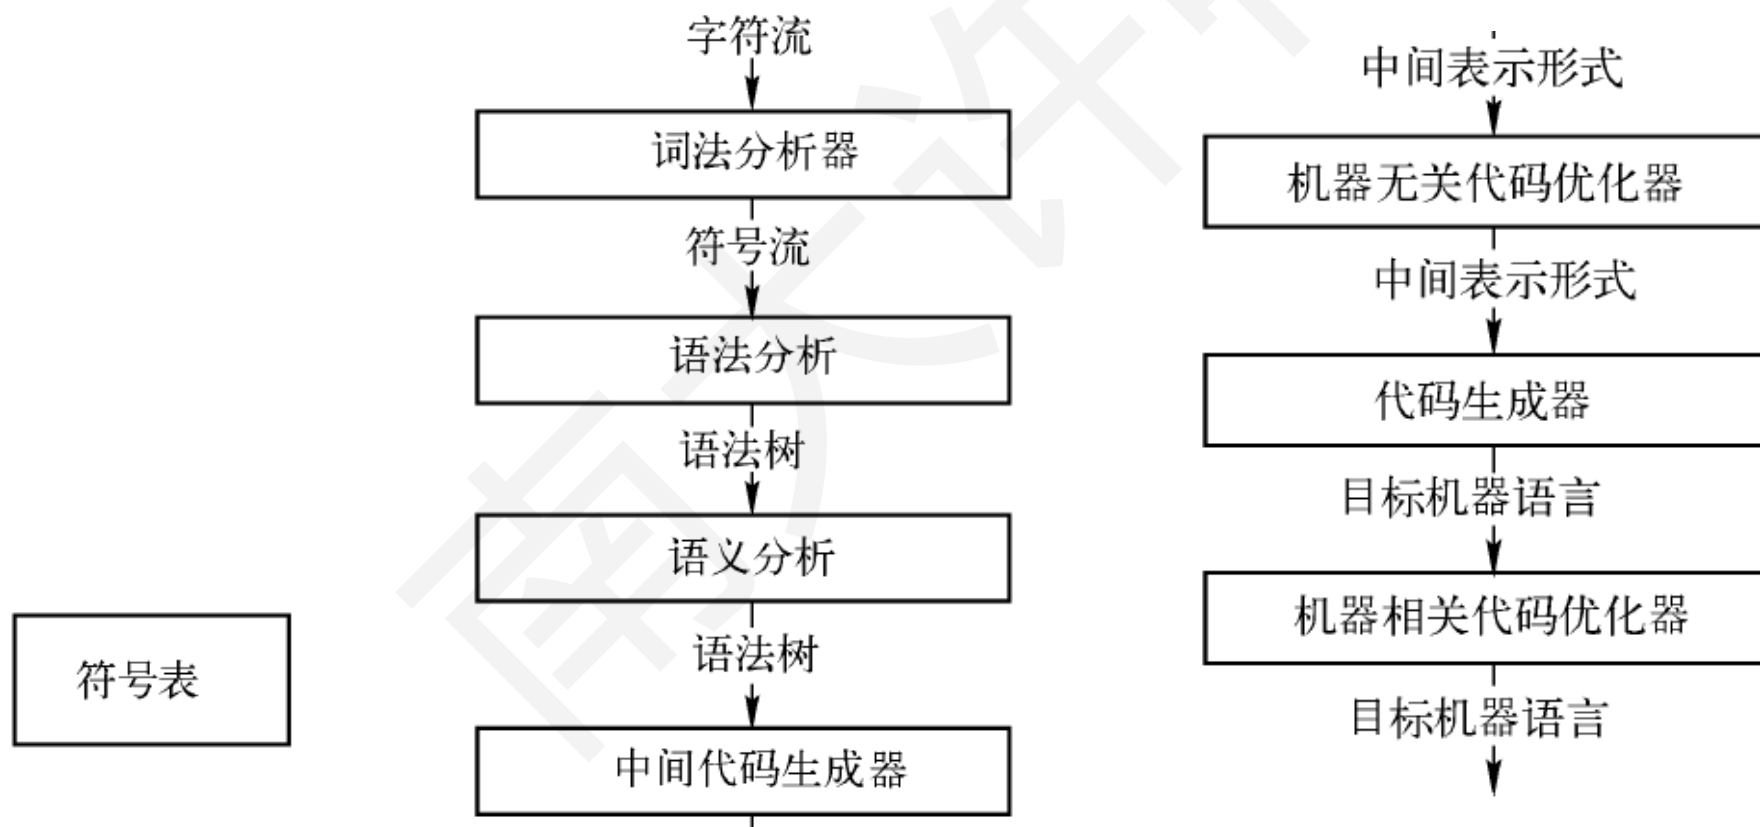 字符流
词法分析器
符号流
语法分析
语法树
语义分析
语法树
中间代码生成器
符号表
中间表示形式
机器无关代码优化器
中间表示形式
代码生成器
目标机器语言
机器相关代码优化器
目标机器语言
南大许